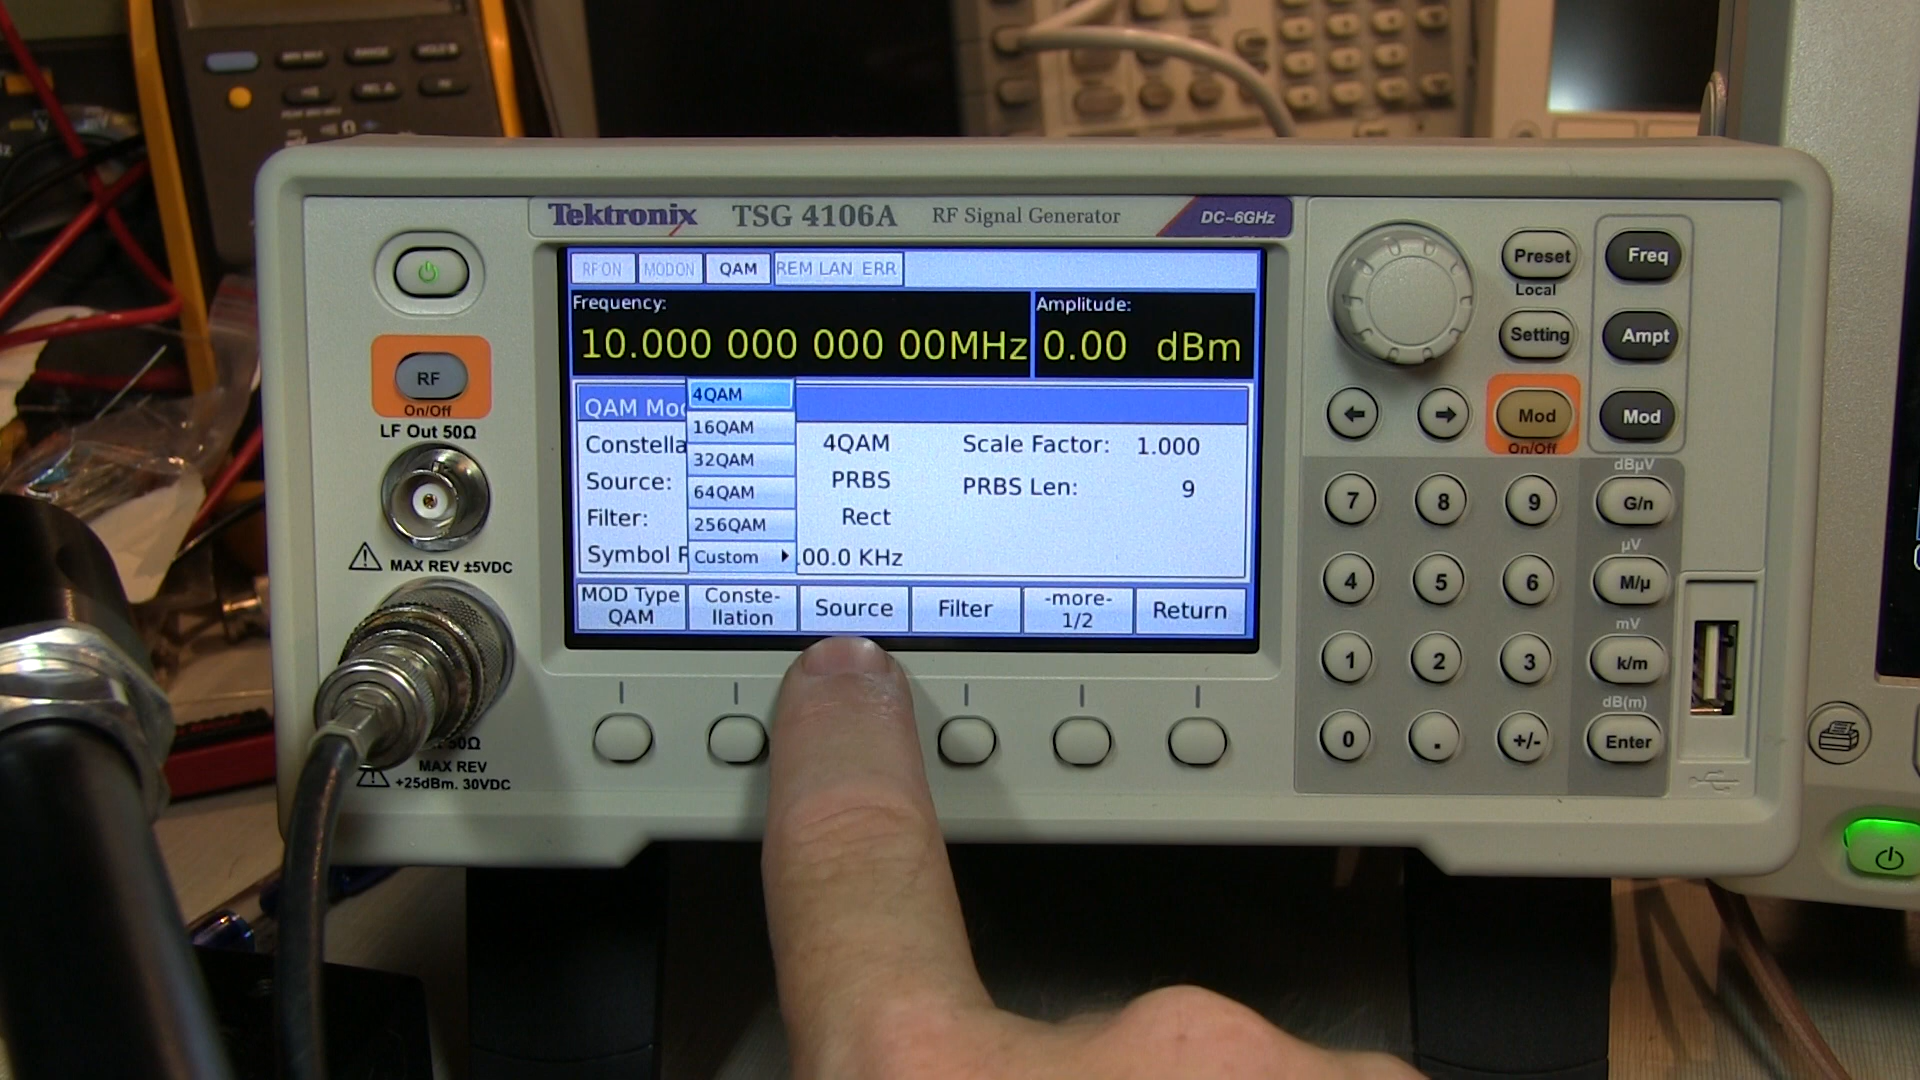 Tektronix TSG 4106A RF Signal Generator DC~6GHz
RF ON MOD ON QAM REM LAN ERR
Frequency:
10.000 000 000 00MHz
Amplitude:
0.00 dBm
4QAM
16QAM
32QAM
64QAM
256QAM
Custom
QAM Mo
Constella 4QAM Scale Factor: 1.000
Source: PRBS PRBS Len: 9
Filter: Rect
Symbol 00.0 KHz
MOD Type
QAM
Conste-
llation
Source
Filter
-more-
1/2
Return
RF
On/Off
LF Out 50Ω
MAX REV ±5VDC
50Ω
MAX REV
+25dBm. 30VDC
Preset
Local
Setting
Mod
On/Off
Freq
Ampt
Mod
7 8 9
dBµV
G/n
4 5 6
µV
M/µ
1 2 3
mV
k/m
0 . +/-
dB(m)
Enter
RANGE
HOLD